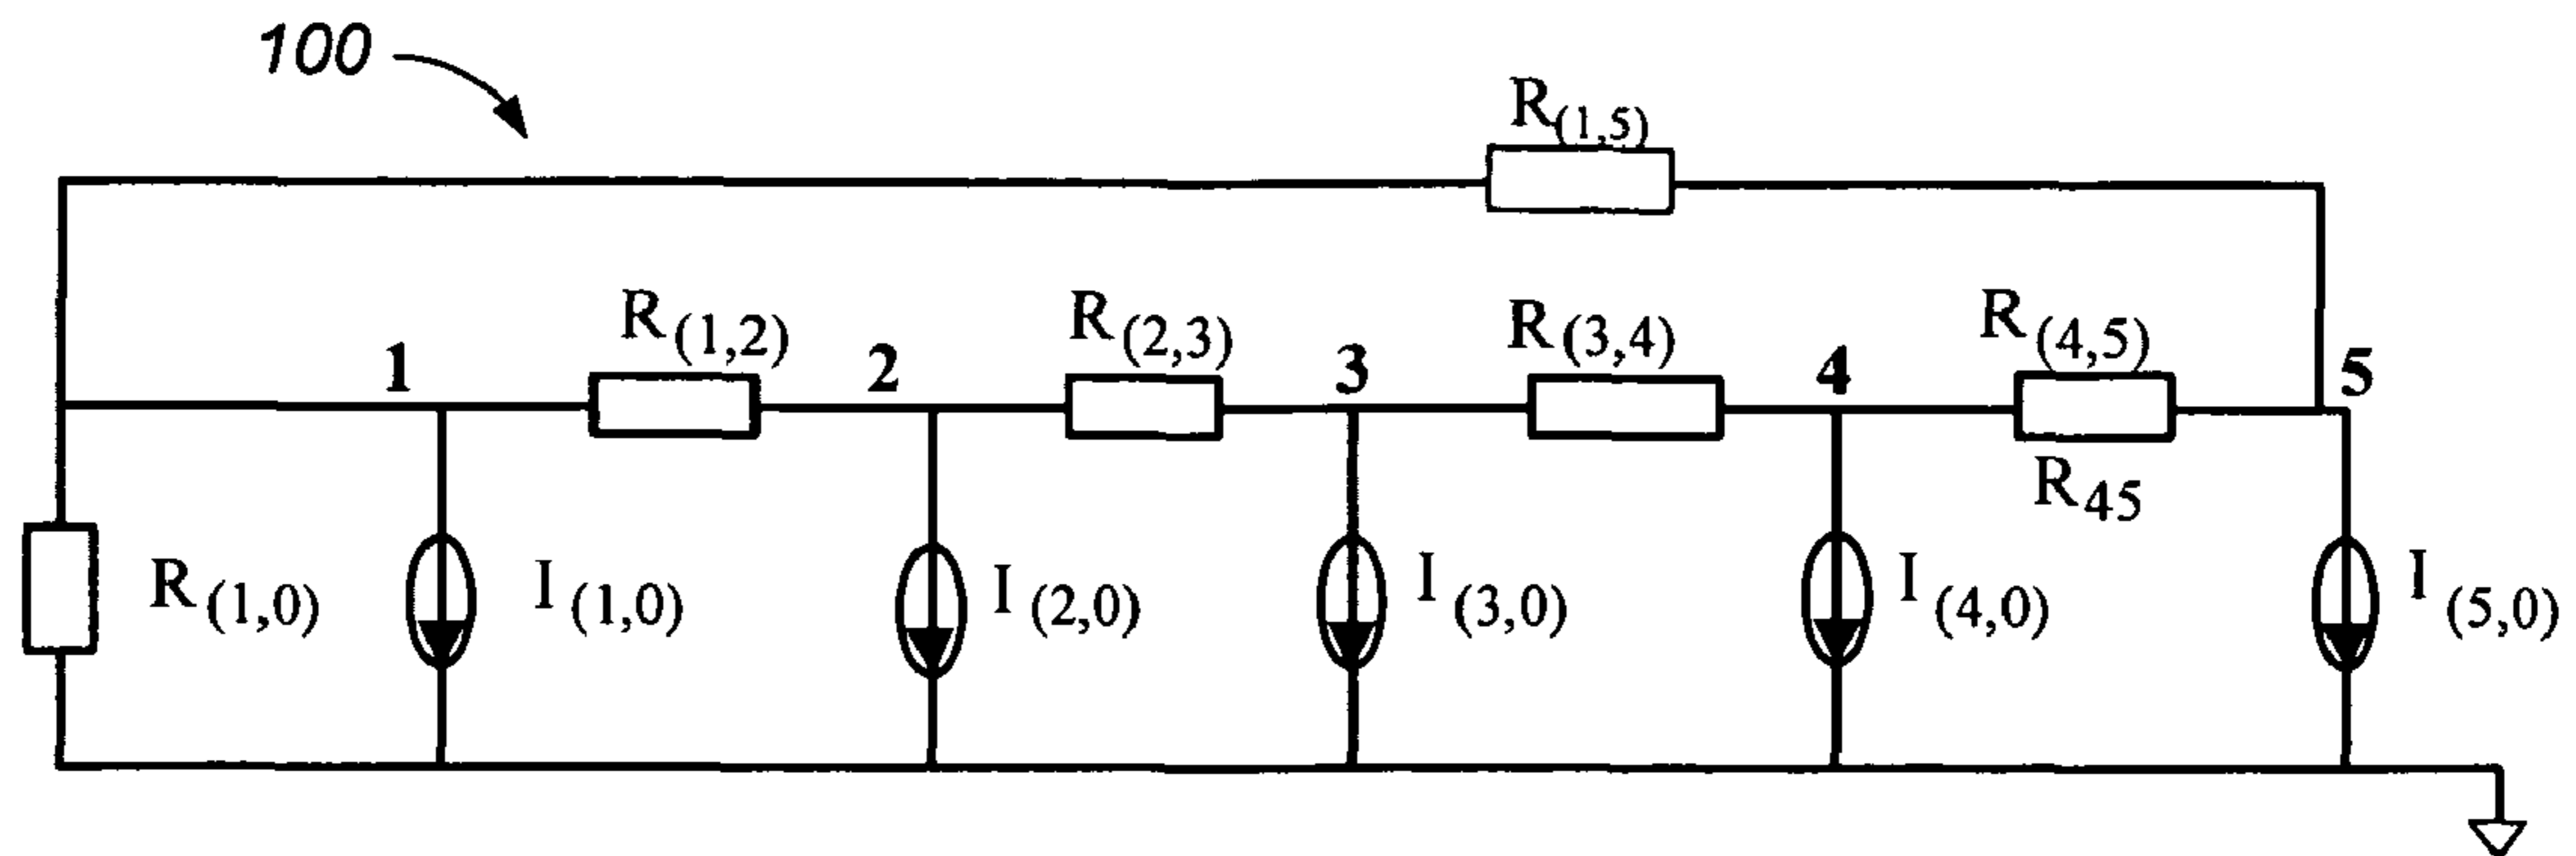 100
R(1,5)
R(1,2)
R(2,3)
R(3,4)
R(4,5)
1
2
3
4
5
R45
R(1,0)
I(1,0)
I(2,0)
I(3,0)
I(4,0)
I(5,0)